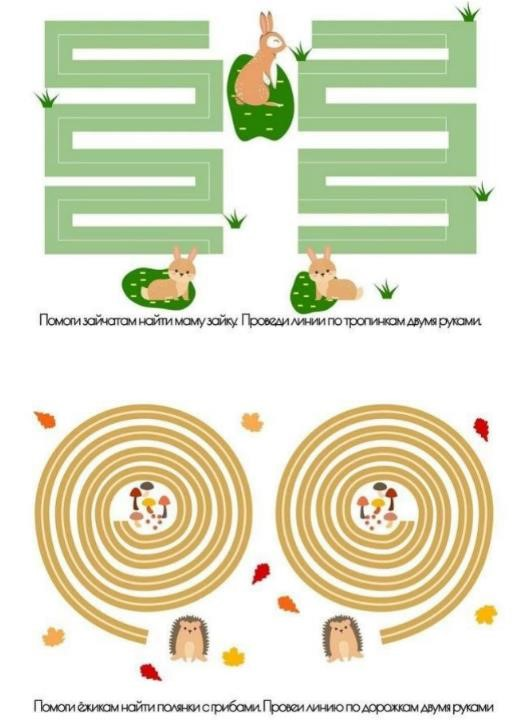 Помоги зайчатам найти маму зайку. Проведи линии по тропинкам двумя руками.
Помоги ёжикам найти полянки с грибами. Провеи линию по дорожкам двумя руками